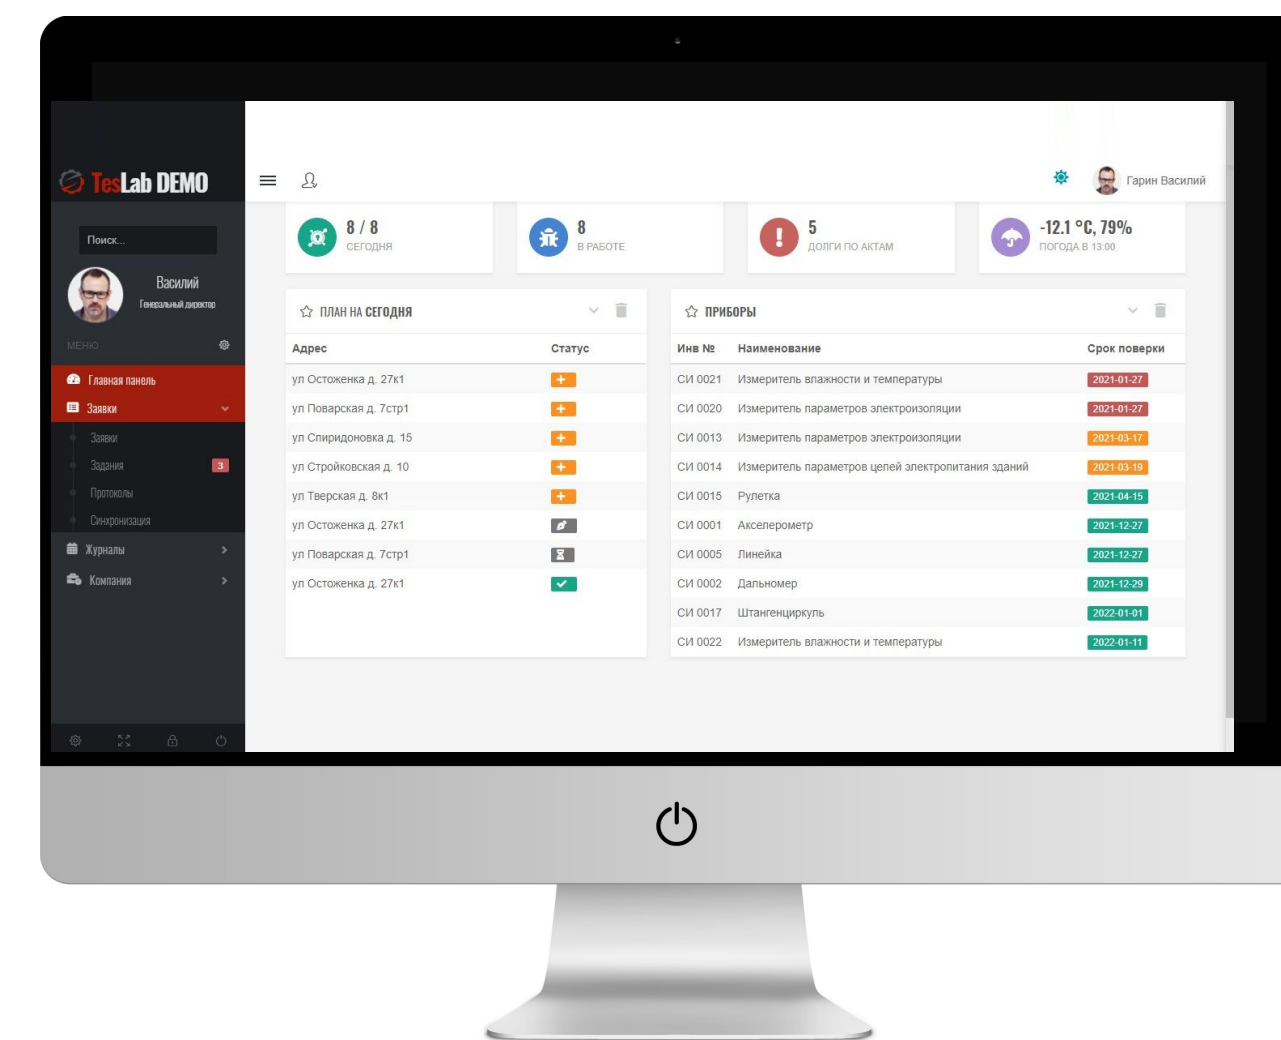 TesLab DEMO
Гарин Василий
Поиск...
Василий
Генеральный директор
МЕНЮ
Главная панель
Заявки
Заявки
Задания 3
Протоколы
Синхронизация
Журналы
Компания
8 / 8
СЕГОДНЯ
8
В РАБОТЕ
5
ДОЛГИ ПО АКТАМ
-12.1 °C, 79%
ПОГОДА В 13:00
ПЛАН НА СЕГОДНЯ
Адрес Статус
ул Остоженка д. 27к1
ул Поварская д. 7стр1
ул Спиридоновка д. 15
ул Стройковская д. 10
ул Тверская д. 8к1
ул Остоженка д. 27к1
ул Поварская д. 7стр1
ул Остоженка д. 27к1
ПРИБОРЫ
Инв № Наименование Срок поверки
СИ 0021 Измеритель влажности и температуры 2021-01-27
СИ 0020 Измеритель параметров электроизоляции 2021-01-27
СИ 0013 Измеритель параметров электроизоляции 2021-03-17
СИ 0014 Измеритель параметров цепей электропитания зданий 2021-03-19
СИ 0015 Рулетка 2021-04-15
СИ 0001 Акселерометр 2021-12-27
СИ 0005 Линейка 2021-12-27
СИ 0002 Дальномер 2021-12-29
СИ 0017 Штангенциркуль 2022-01-01
СИ 0022 Измеритель влажности и температуры 2022-01-11